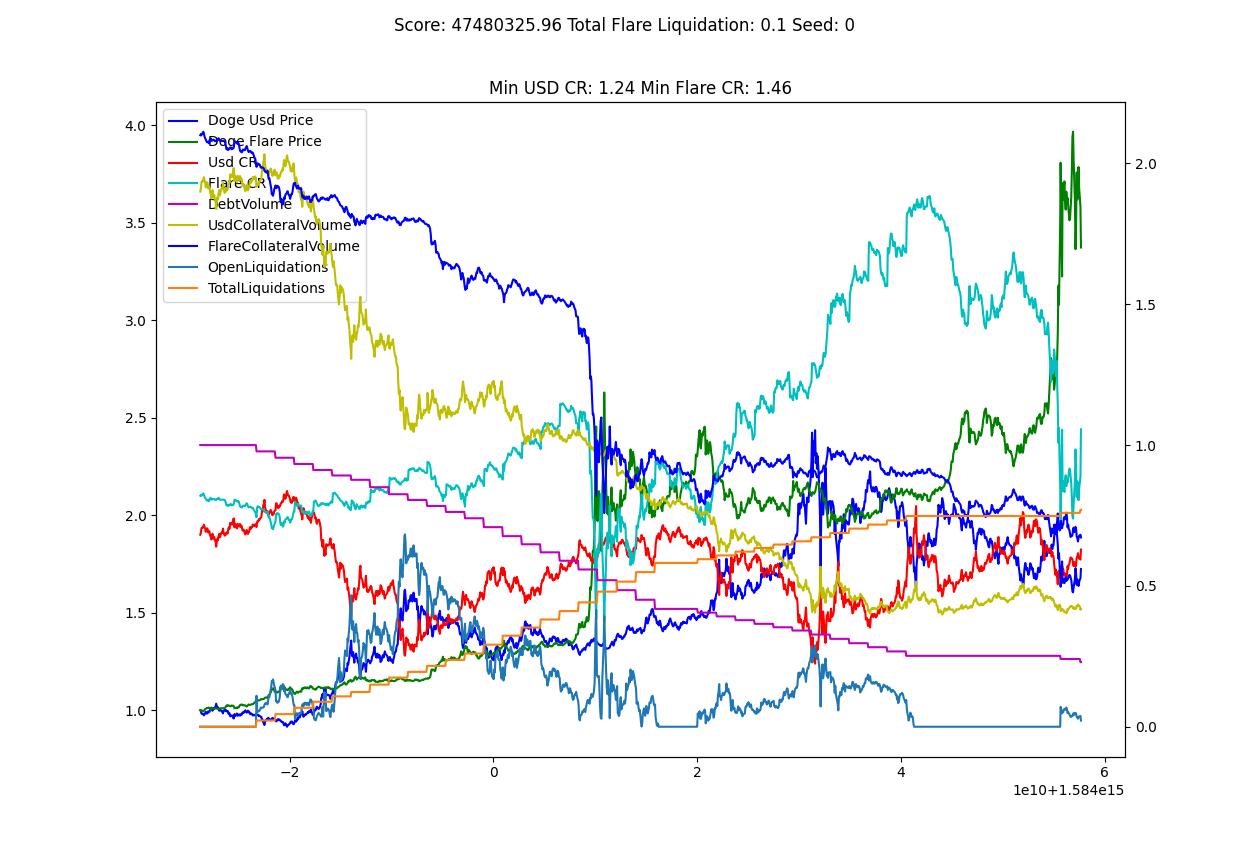 Score: 47480325.96 Total Flare Liquidation: 0.1 Seed: 0
Min USD CR: 1.24 Min Flare CR: 1.46
Doge Usd Price
Doge Flare Price
Usd CR
Flare CR
DebtVolume
UsdCollateralVolume
FlareCollateralVolume
OpenLiquidations
TotalLiquidations
4.0
3.5
3.0
2.5
2.0
1.5
1.0
2.0
1.5
1.0
0.5
0.0
−2
0
2
4
6
1e10+1.584e15